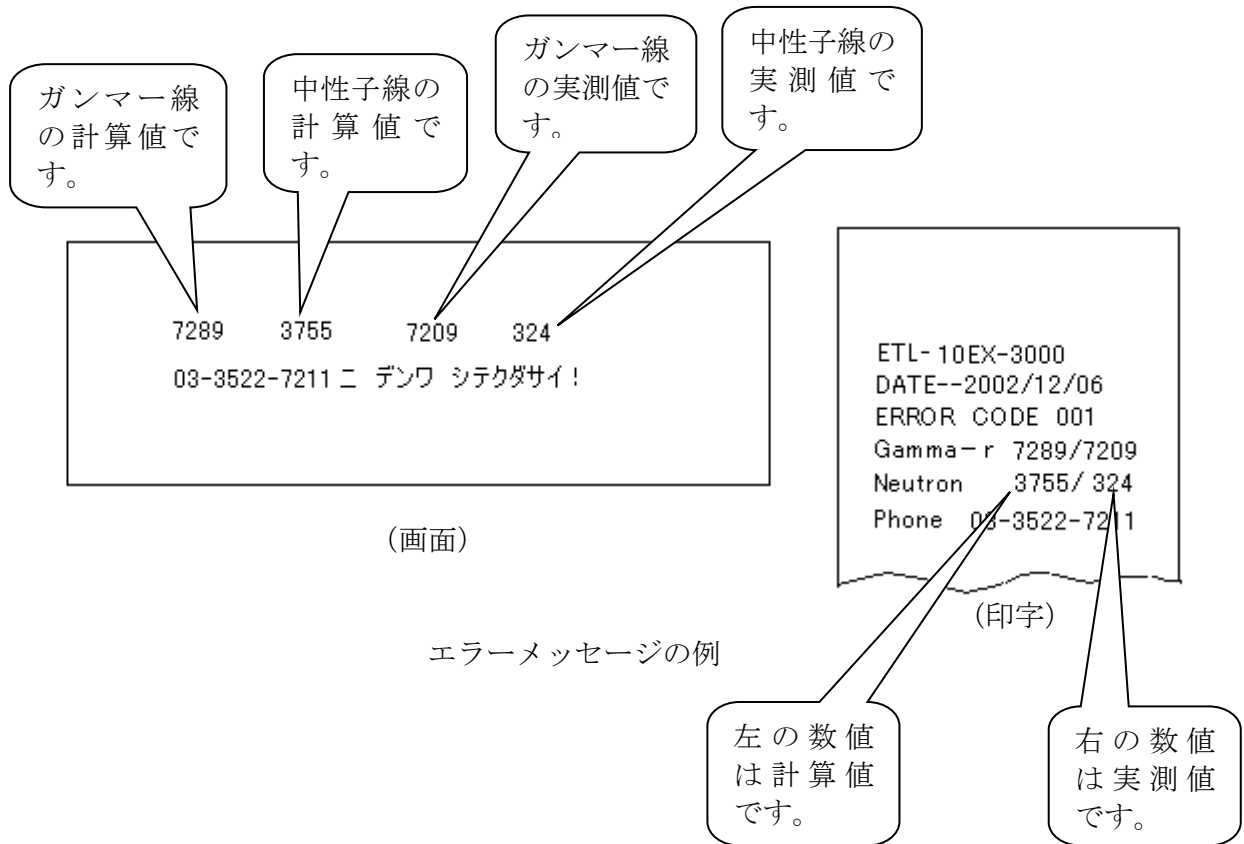 ガンマー線
の計算値で
す。
中性子線の
計算値で
す。
ガンマー線
の実測値で
す。
中性子線の
実測値で
す。
7289 3755 7209 324
03-3522-7211ニ デンワ シテクダサイ!
(画面)
ETL-10EX-3000
DATE--2002/12/06
ERROR CODE 001
Gamma-r 7289/7209
Neutron 3755/324
Phone 03-3522-7211
(印字)
エラーメッセージの例
左の数値
は計算値
です。
右の数値
は実測値
です。